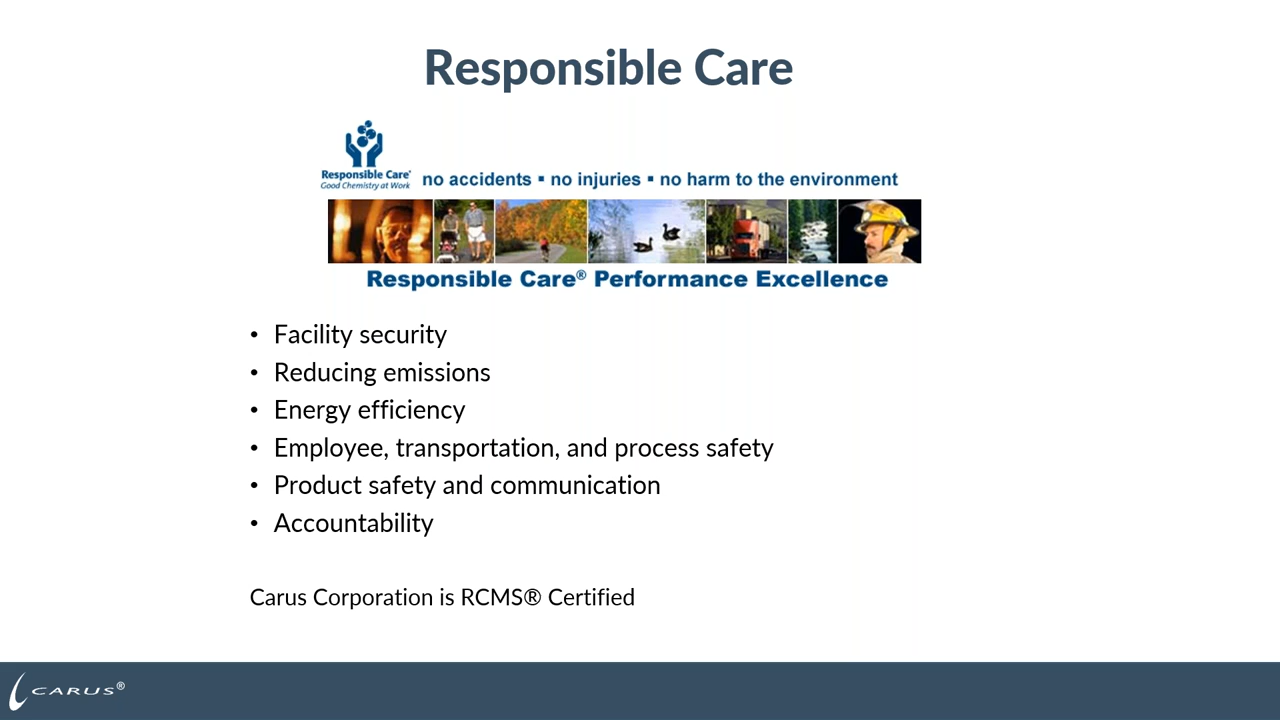 Responsible Care
Responsible Care®
Good Chemistry at Work
no accidents ▪ no injuries ▪ no harm to the environment
Responsible Care® Performance Excellence
• Facility security
• Reducing emissions
• Energy efficiency
• Employee, transportation, and process safety
• Product safety and communication
• Accountability
Carus Corporation is RCMS® Certified
CARUS®